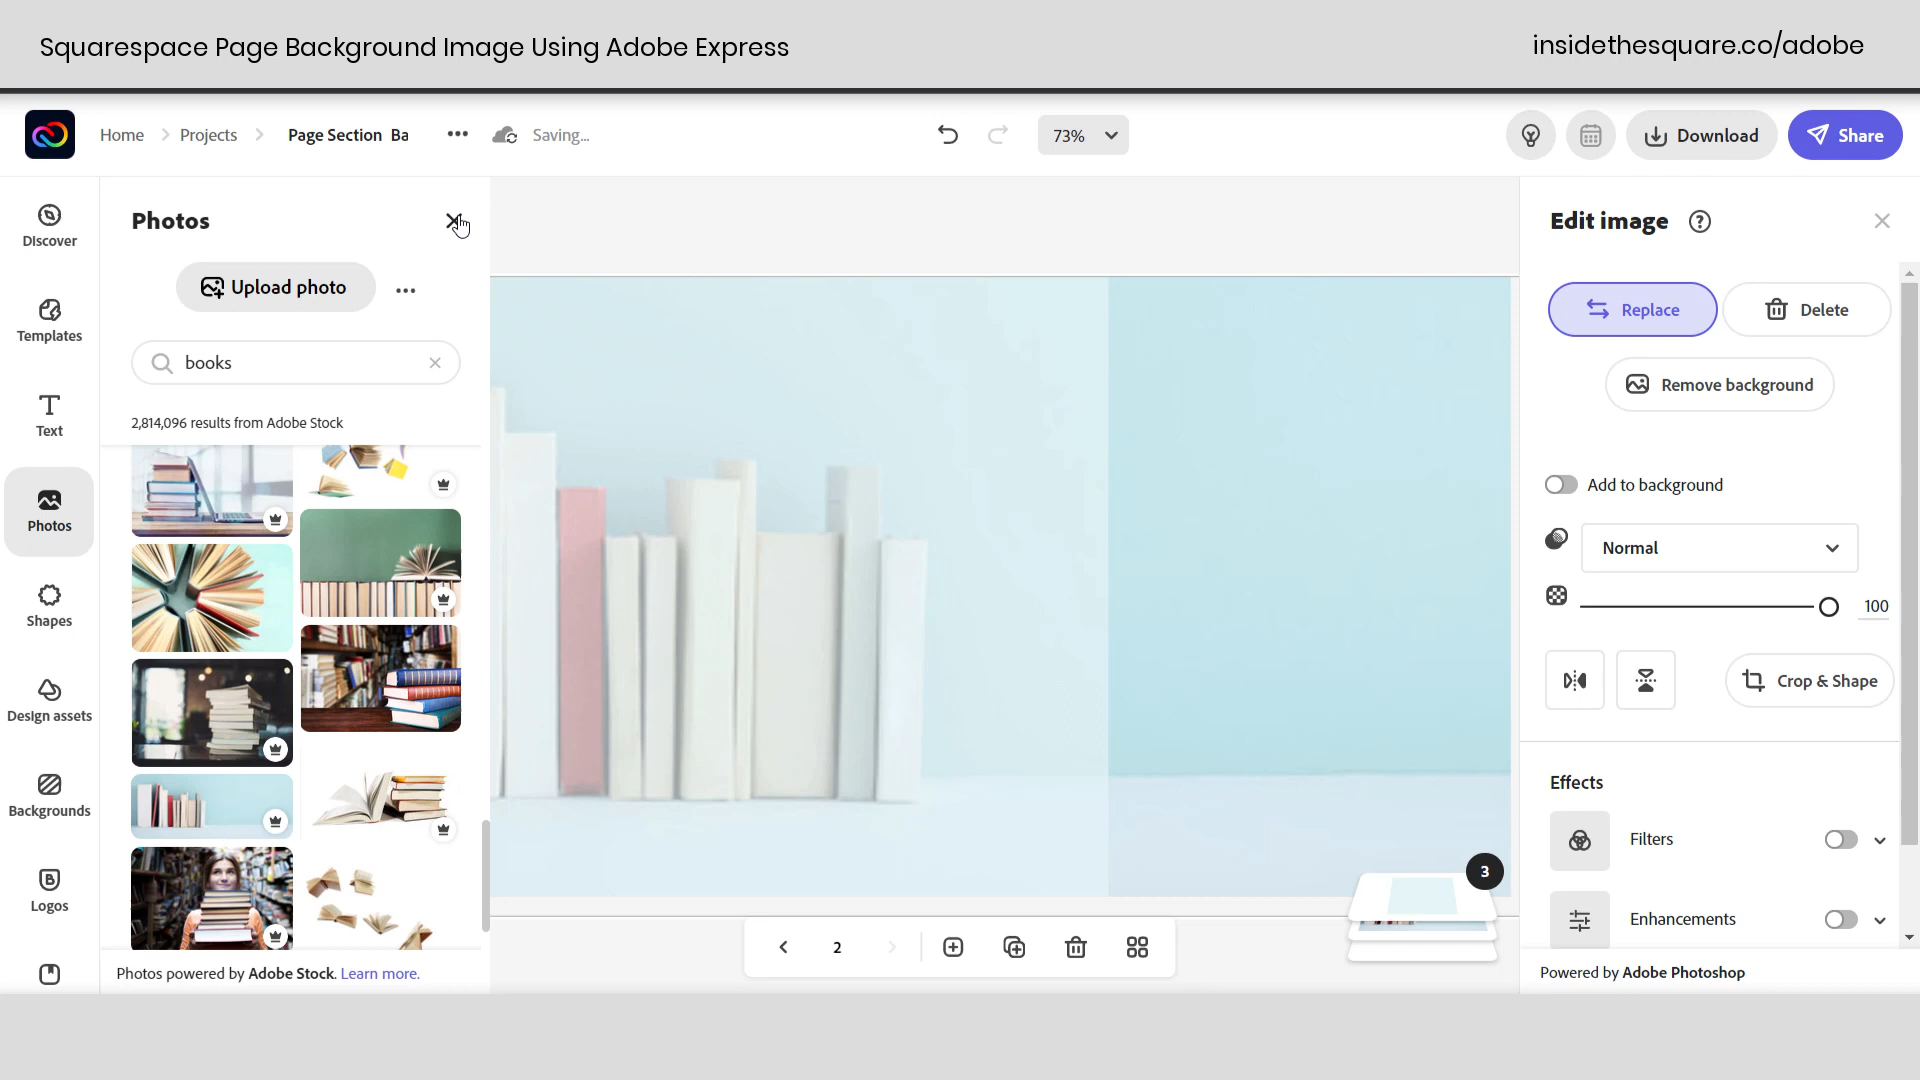 Squarespace Page Background Image Using Adobe Express
insidethesquare.co/adobe
Home
Projects
Page Section Ba
Saving...
73%
Download
Share
Discover
Templates
Text
Photos
Shapes
Design assets
Backgrounds
B
Logos
Photos
Upload photo
books
2,814,096 results from Adobe Stock
Photos powered by Adobe Stock. Learn more.
2
3
Edit image
Replace
Delete
Remove background
Add to background
Normal
100
Crop & Shape
Effects
Filters
Enhancements
Powered by Adobe Photoshop